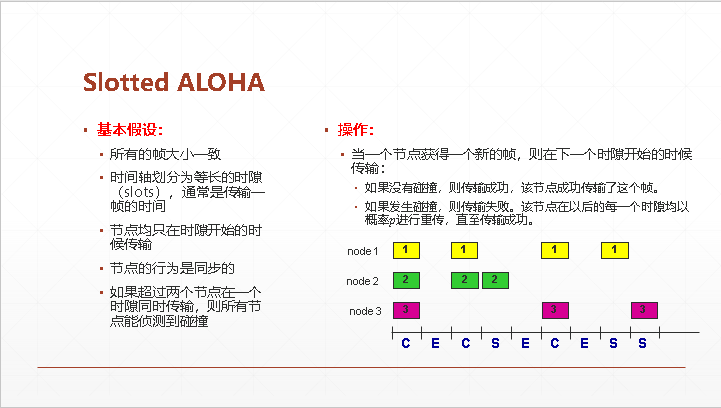 Slotted ALOHA
▪ 基本假设：
▪ 所有的帧大小一致
▪ 时间轴划分为等长的时隙
（slots），通常是传输一
帧的时间
▪ 节点均只在时隙开始的时
候传输
▪ 节点的行为是同步的
▪ 如果超过两个节点在一个
时隙同时传输，则所有节
点能侦测到碰撞
▪ 操作：
▪ 当一个节点获得一个新的帧，则在下一个时隙开始的时候
传输：
▪ 如果没有碰撞，则传输成功，该节点成功传输了这个帧。
▪ 如果发生碰撞，则传输失败。该节点在以后的每一个时隙均以
概率p进行重传，直至传输成功。
node 1 1 1 1 1
node 2 2 2 2
node 3 3 3 3
C E C S E C E S S